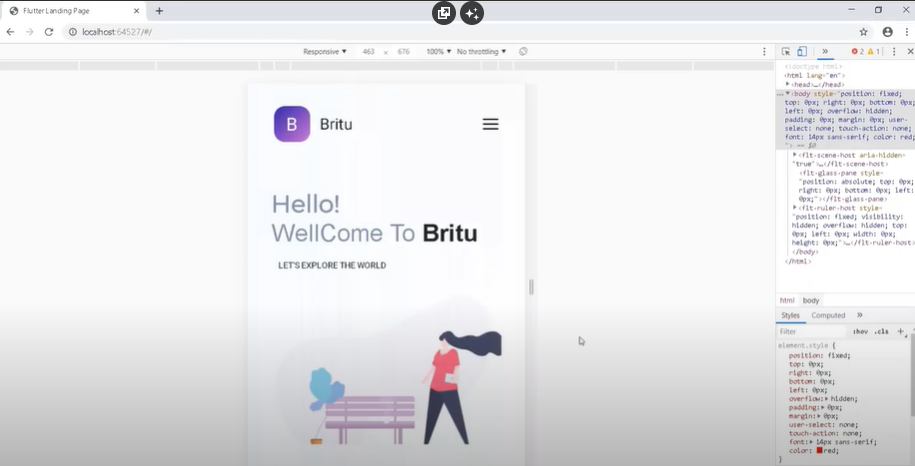 Flutter Landing Page
localhost:64527/#/
Responsive ▼ 463 × 676 100% ▼ No throttling ▼
» 2 1
B Britu
Hello!
WellCome To Britu
LET'S EXPLORE THE WORLD
<!doctype html>
<html lang="en">
<head>…</head>
<body style="position: fixed;
top: 0px; right: 0px; bottom: 0px;
left: 0px; overflow: hidden;
padding: 0px; margin: 0px; user-
select: none; touch-action: none;
font: 14px sans-serif; color: red;
"> == $0
<flt-scene-host aria-hidden=
"true">…</flt-scene-host>
<flt-glass-pane style=
"position: absolute; top: 0px;
right: 0px; bottom: 0px; left:
0px;"></flt-glass-pane>
<flt-ruler-host style=
"position: fixed; visibility:
hidden; overflow: hidden; top:
0px; left: 0px; width: 0px;
height: 0px;">…</flt-ruler-host>
</body>
</html>
html body
Styles Computed »
Filter :hov .cls +
element.style {
position: fixed;
top: 0px;
right: 0px;
bottom: 0px;
left: 0px;
overflow: hidden;
padding: 0px;
margin: 0px;
user-select: none;
touch-action: none;
font: 14px sans-serif;
color: red;
}